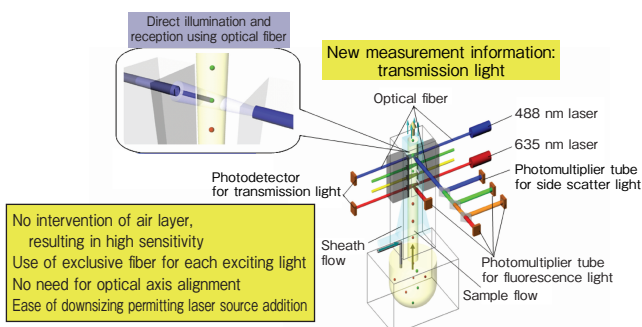 Direct illumination and
reception using optical fiber
New measurement information:
transmission light
Optical fiber
488 nm laser
635 nm laser
Photodetector
for transmission light
Photomultiplier tube
for side scatter light
No intervention of air layer,
resulting in high sensitivity
Use of exclusive fiber for each exciting light
No need for optical axis alignment
Ease of downsizing permitting laser source addition
Sheath
flow
Photomultiplier tube
for fluorescence light
Sample flow